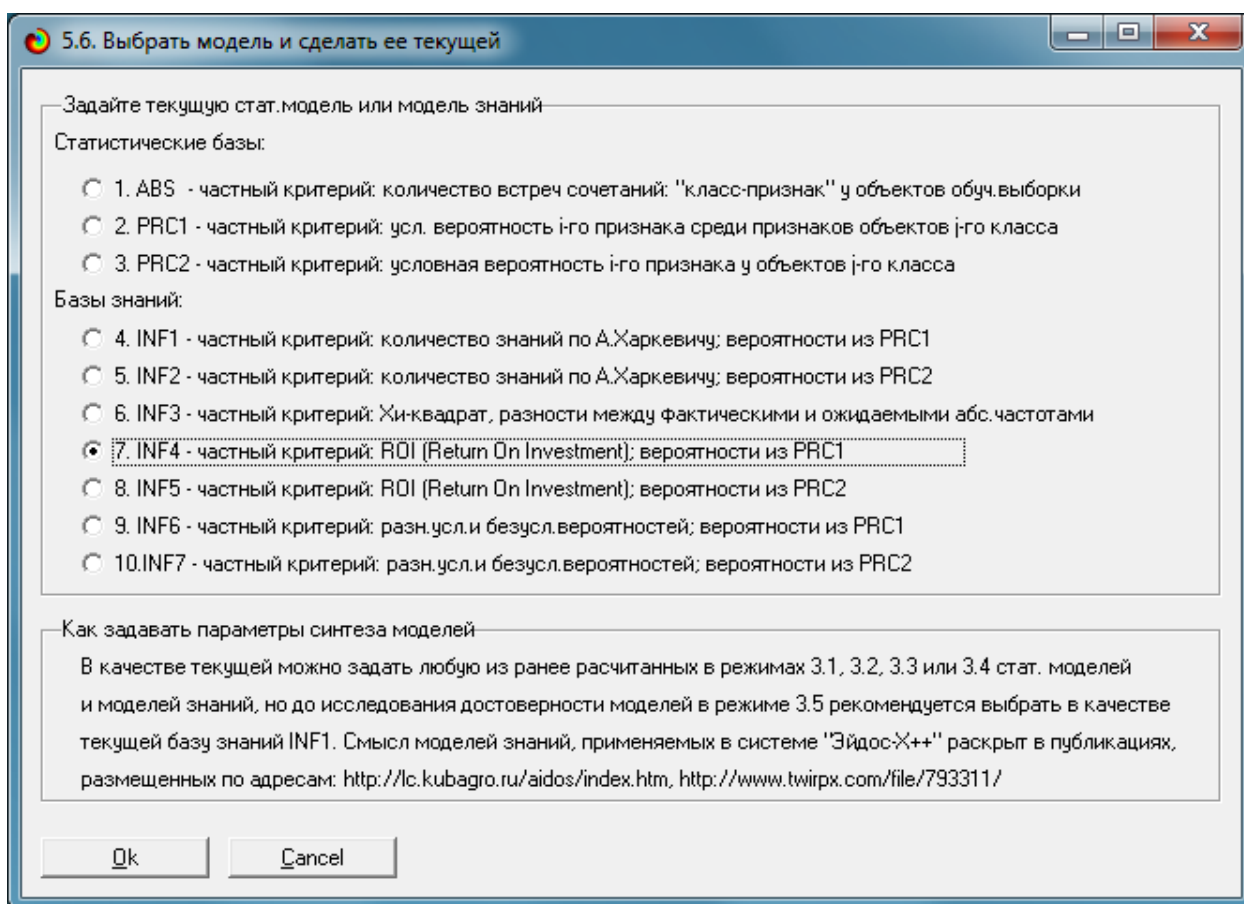 5.6. Выбрать модель и сделать ее текущей
Задайте текущую стат.модель или модель знаний
Статистические базы:
1. ABS - частный критерий: количество встреч сочетаний: "класс-признак" у объектов обуч.выборки
2. PRC1 - частный критерий: усл. вероятность i-го признака среди признаков объектов j-го класса
3. PRC2 - частный критерий: условная вероятность i-го признака у объектов j-го класса
Базы знаний:
4. INF1 - частный критерий: количество знаний по А.Харкевичу; вероятности из PRC1
5. INF2 - частный критерий: количество знаний по А.Харкевичу; вероятности из PRC2
6. INF3 - частный критерий: Хи-квадрат, разности между фактическими и ожидаемыми абс.частотами
7. INF4 - частный критерий: ROI (Return On Investment); вероятности из PRC1
8. INF5 - частный критерий: ROI (Return On Investment); вероятности из PRC2
9. INF6 - частный критерий: разн.усл.и безусл.вероятностей; вероятности из PRC1
10.INF7 - частный критерий: разн.усл.и безусл.вероятностей; вероятности из PRC2
Как задавать параметры синтеза моделей
В качестве текущей можно задать любую из ранее расчитанных в режимах 3.1, 3.2, 3.3 или 3.4 стат. моделей
и моделей знаний, но до исследования достоверности моделей в режиме 3.5 рекомендуется выбрать в качестве
текущей базу знаний INF1. Смысл моделей знаний, применяемых в системе "Эйдос-Х++" раскрыт в публикациях,
размещенных по адресам: http://lc.kubagro.ru/aidos/index.htm, http://www.twirpx.com/file/793311/
Ok
Cancel